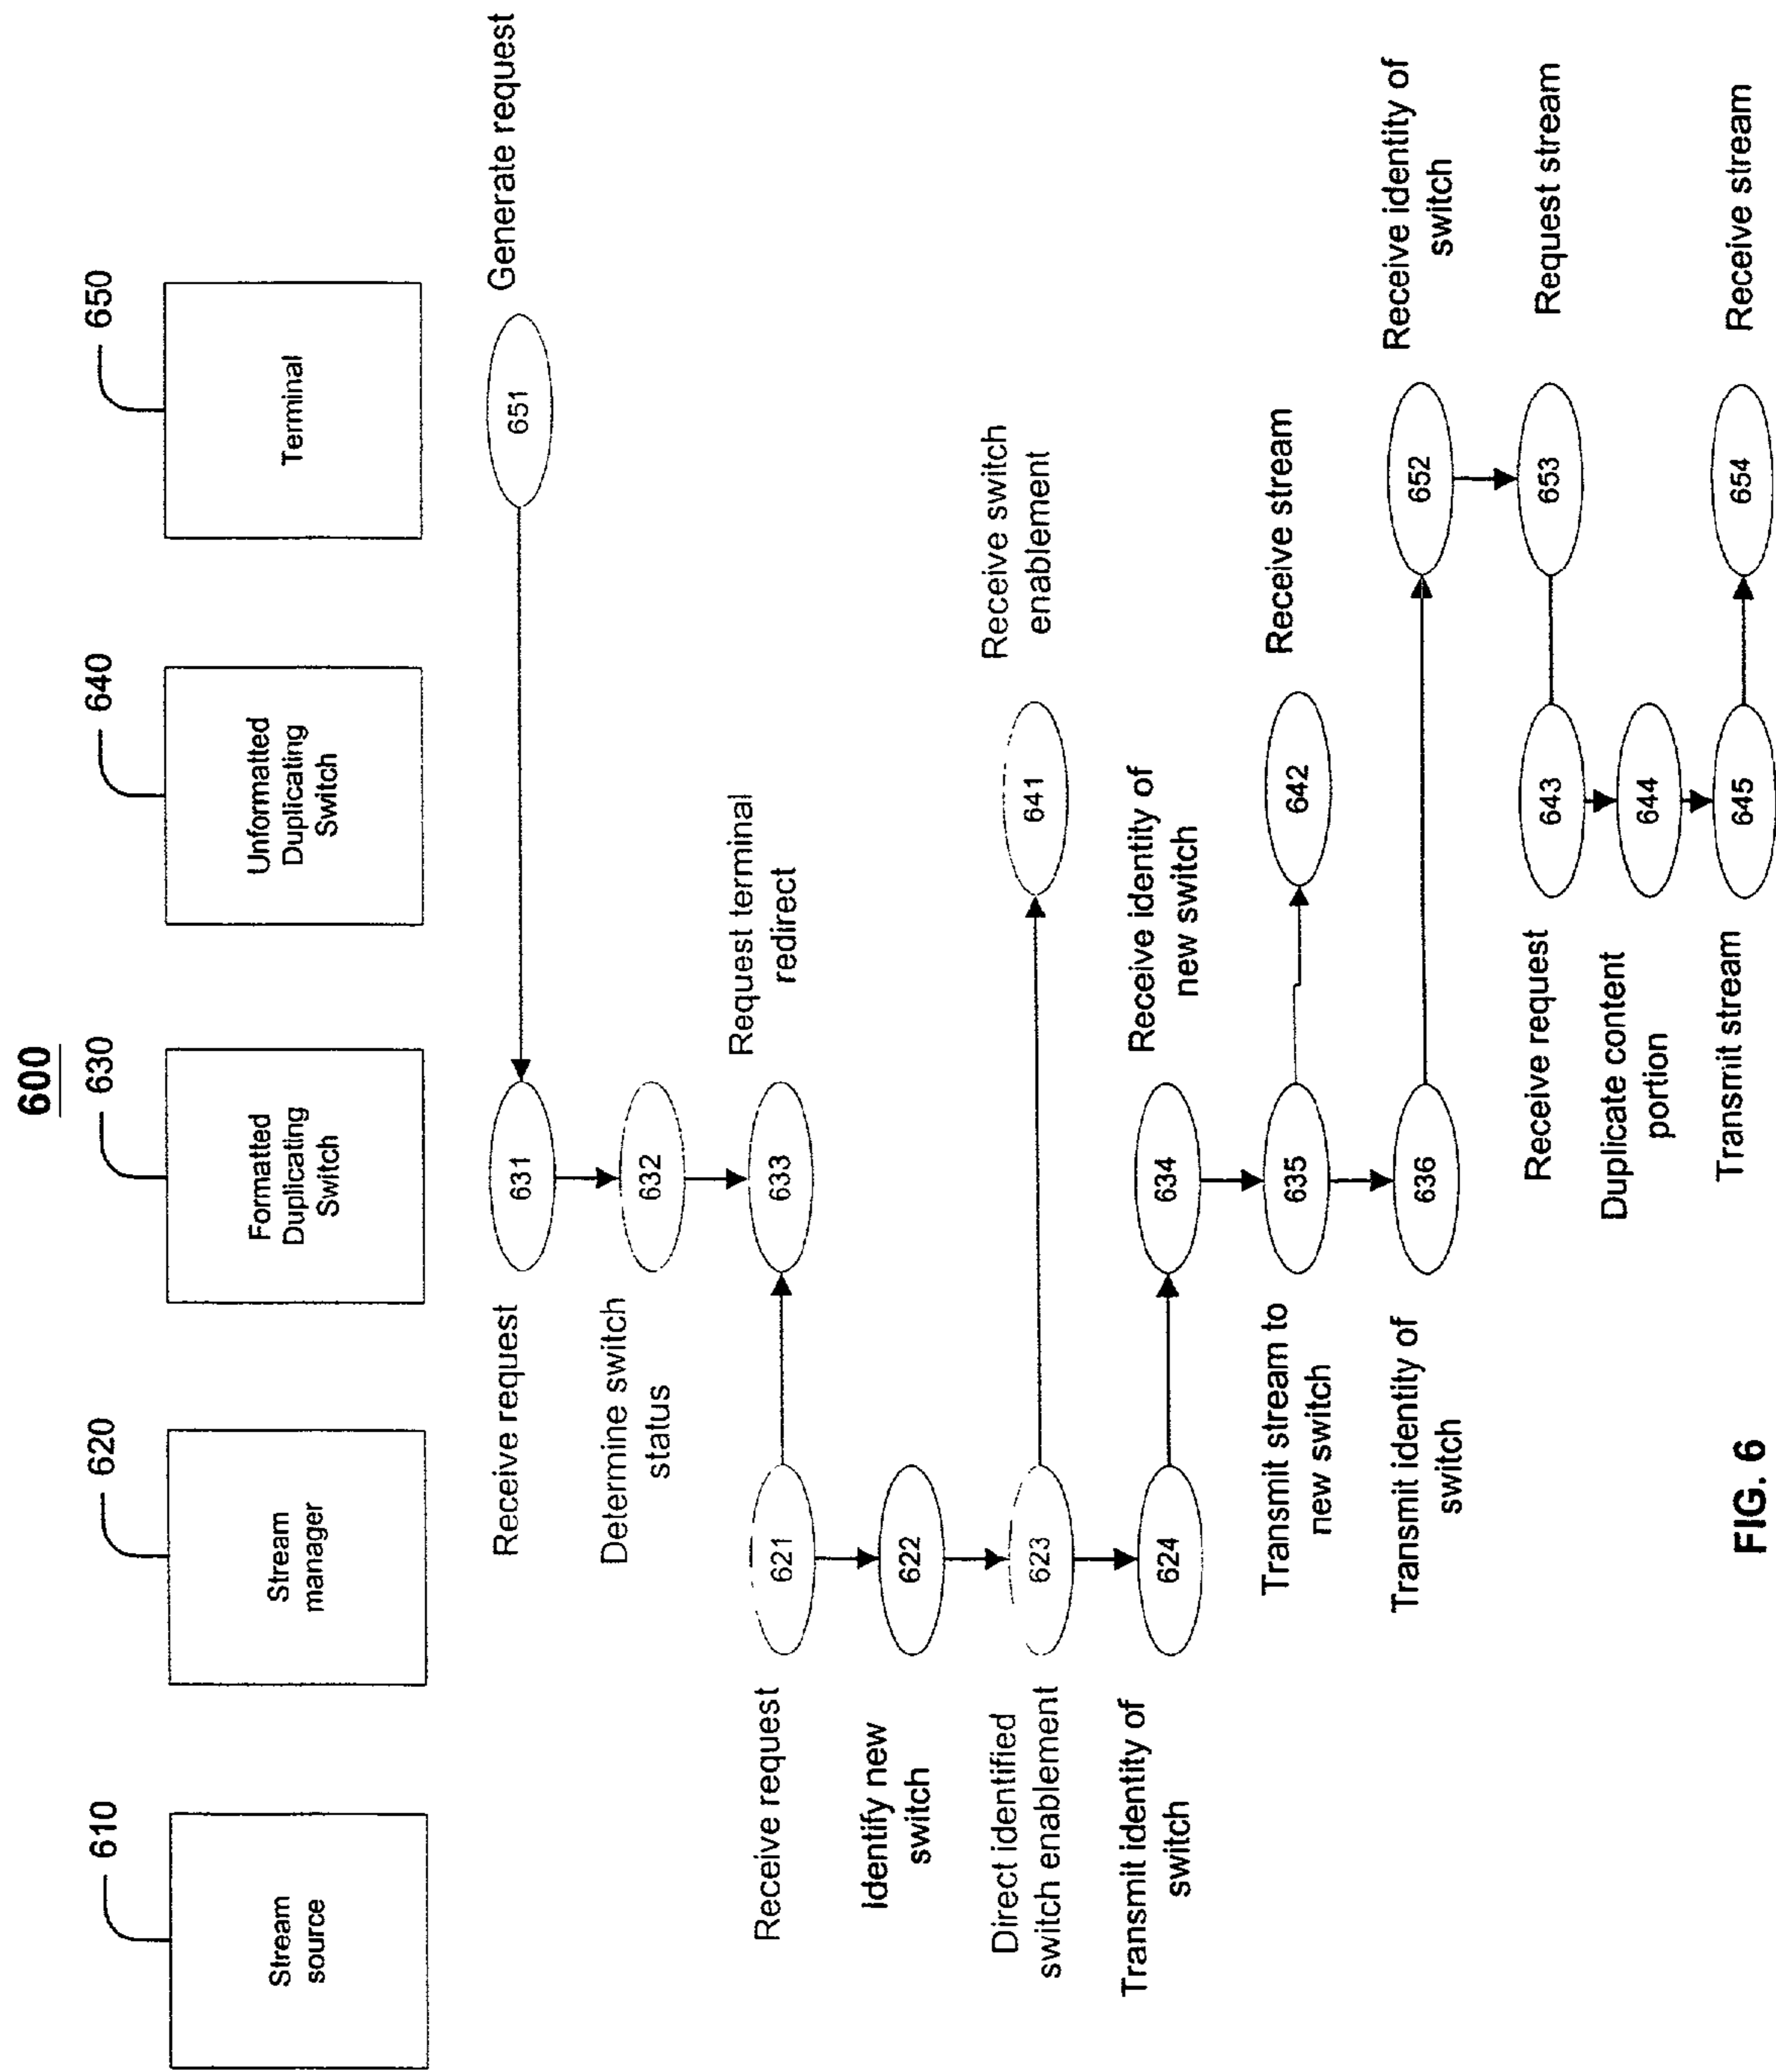 600
610
620
630
640
650
Stream
source
Stream
manager
Formatted
Duplicating
Switch
Unformatted
Duplicating
Switch
Terminal
Receive request
631
651
Generate request
Determine switch
status
632
Receive request
621
633
Request terminal
redirect
Identify new
switch
622
Direct identified
switch enablement
623
641
Receive switch
enablement
Transmit identity of
switch
624
634
Receive identity of
new switch
Transmit stream to
new switch
635
642
Receive stream
Transmit identity of
switch
636
652
Receive identity of
switch
Receive request
643
653
Request stream
Duplicate content
portion
644
Transmit stream
645
654
Receive stream
FIG. 6